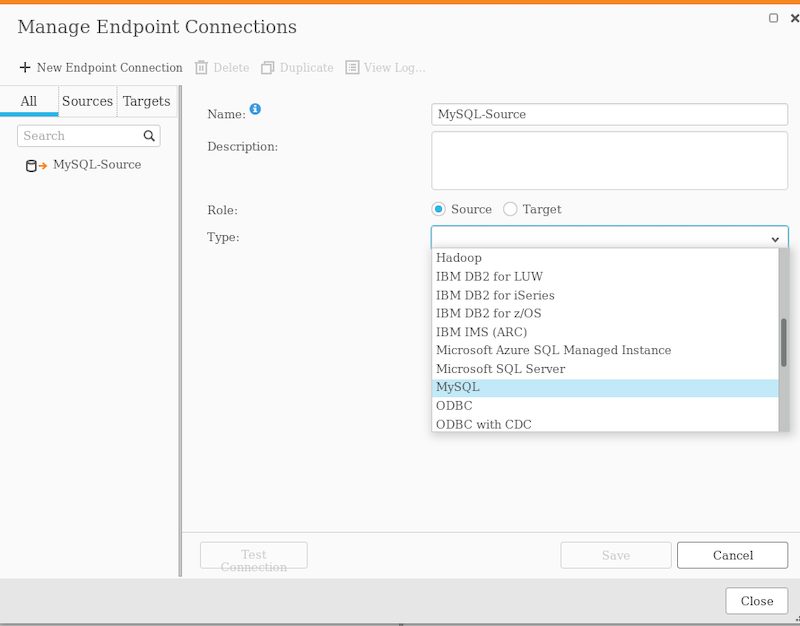 Manage Endpoint Connections
New Endpoint Connection Delete Duplicate View Log...
All Sources Targets
Search
MySQL-Source
Name: MySQL-Source
Description:
Role: Source Target
Type:
Hadoop
IBM DB2 for LUW
IBM DB2 for iSeries
IBM DB2 for z/OS
IBM IMS (ARC)
Microsoft Azure SQL Managed Instance
Microsoft SQL Server
MySQL
ODBC
ODBC with CDC
Test Connection Save Cancel
Close